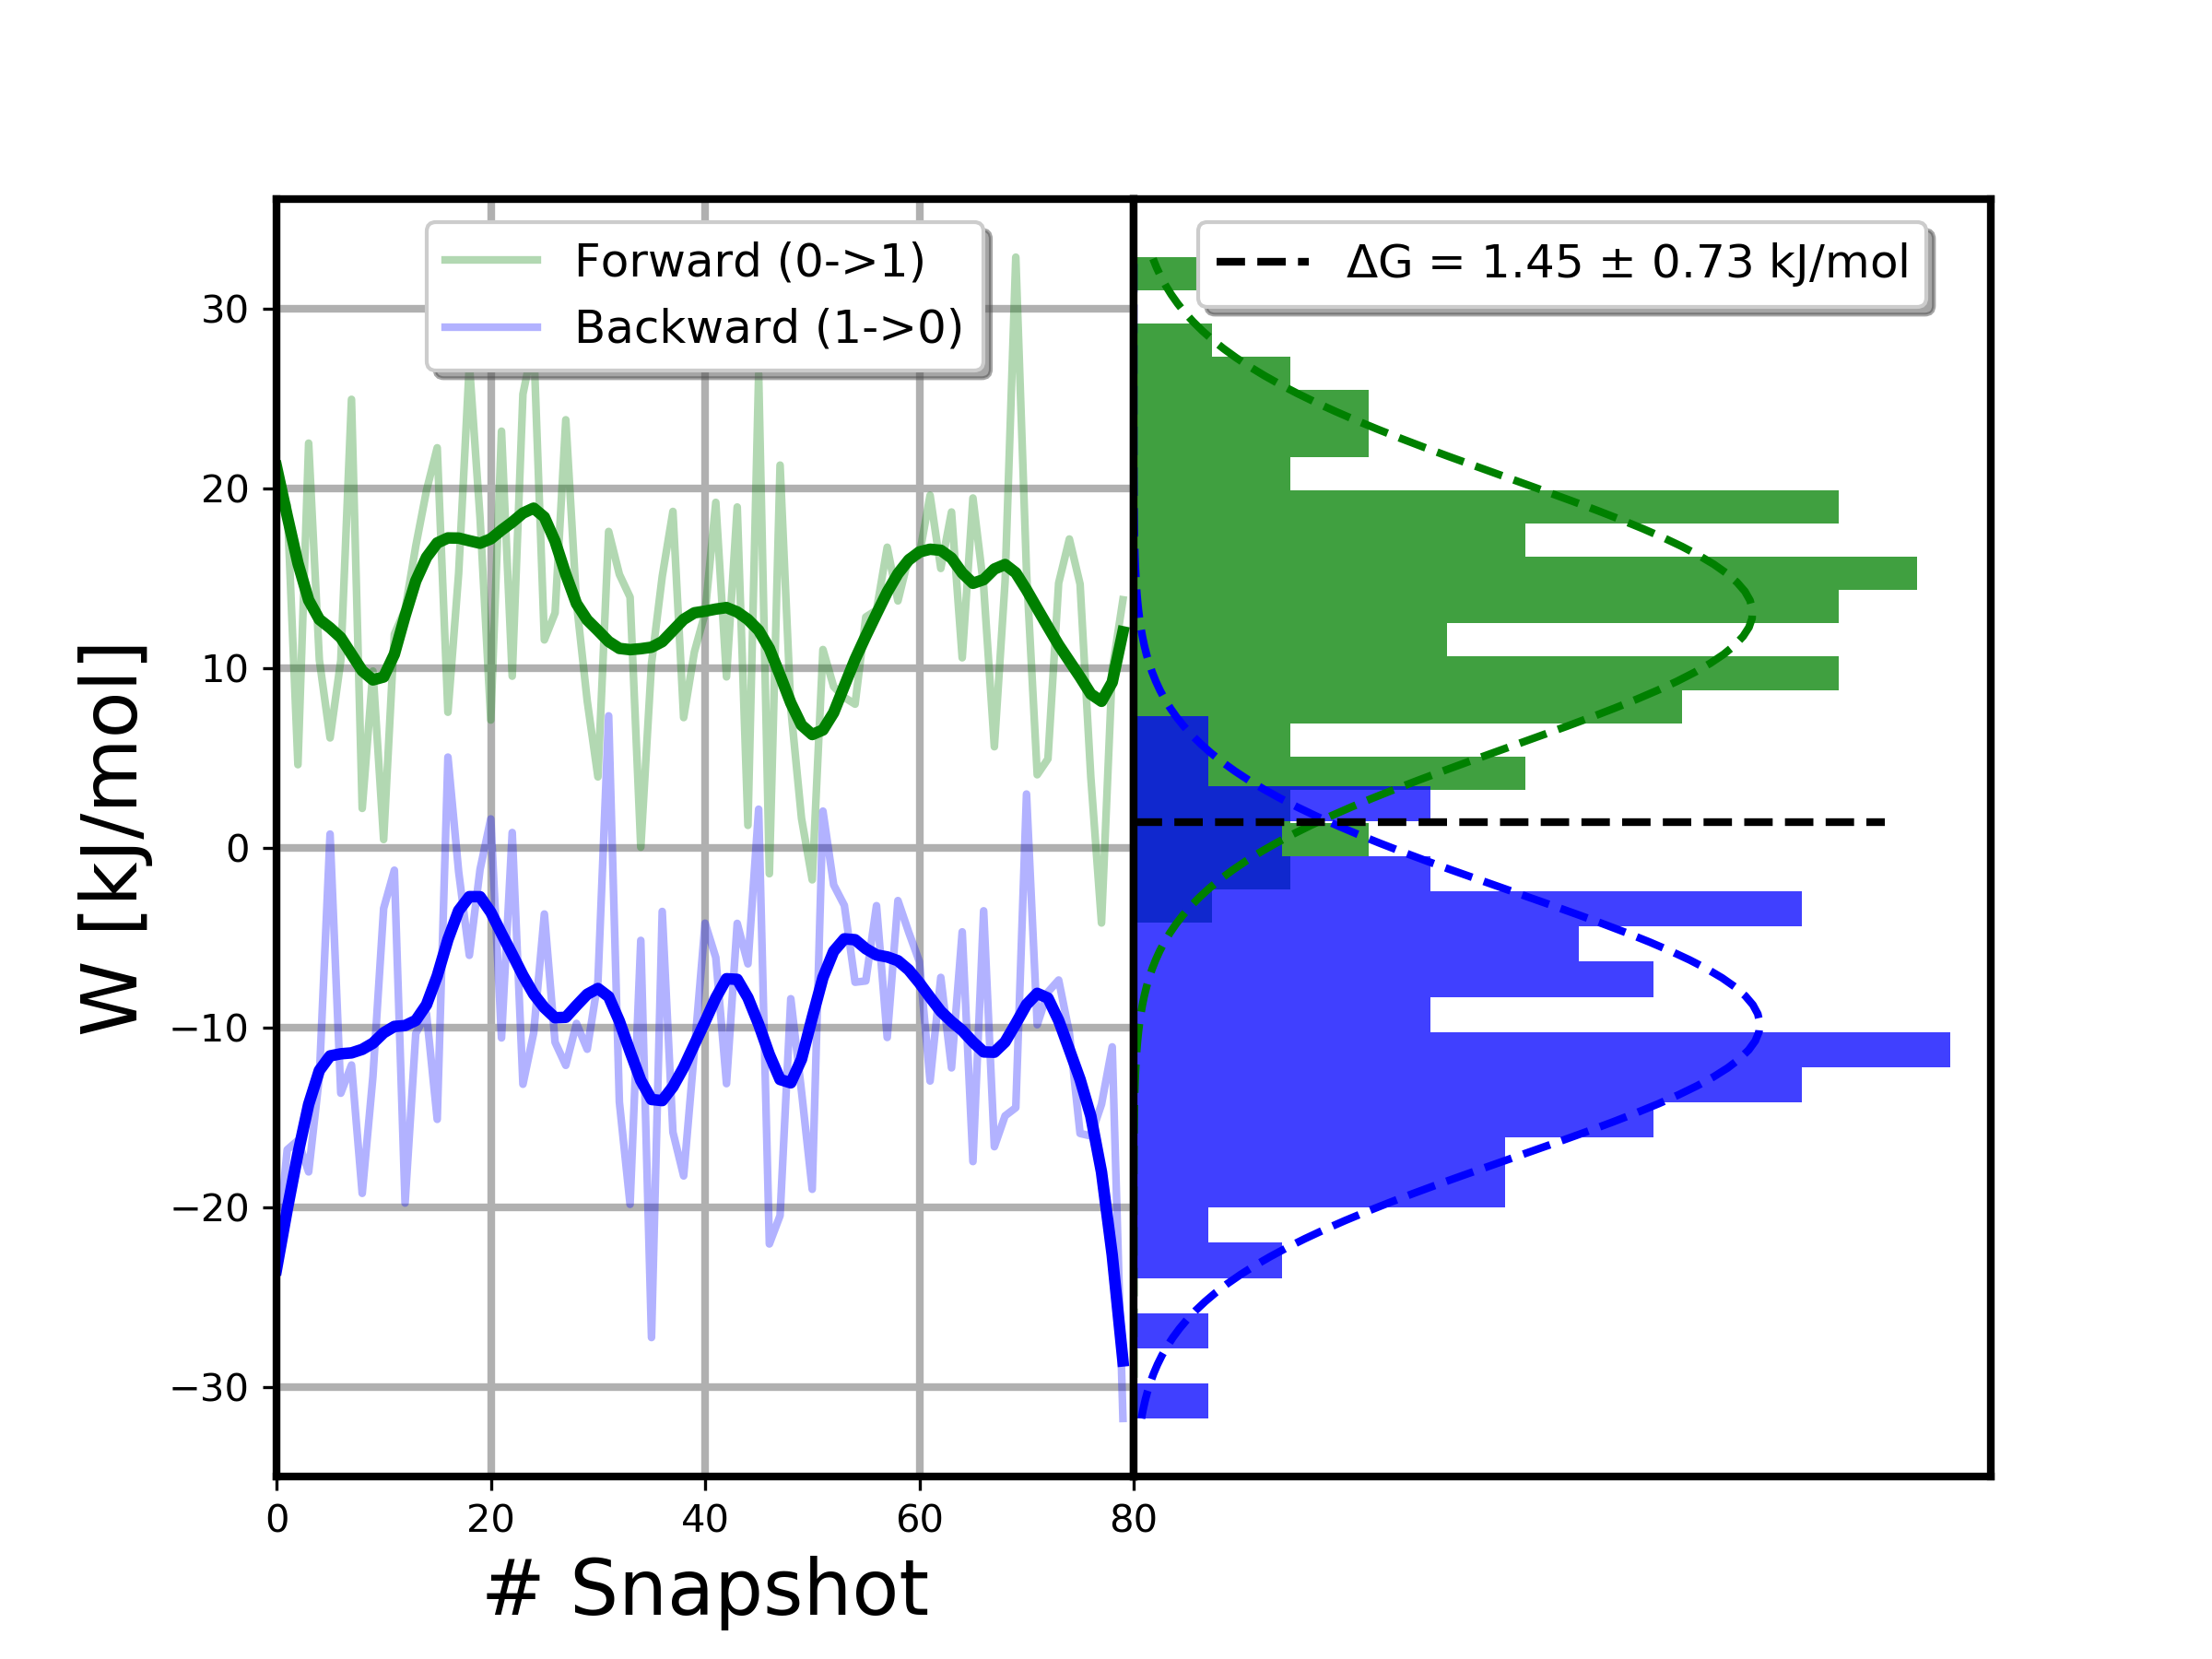 Forward (0->1)
Backward (1->0)
ΔG = 1.45 ± 0.73 kJ/mol
W [kJ/mol]
30
20
10
0
−10
−20
−30
0 20 40 60 80
# Snapshot